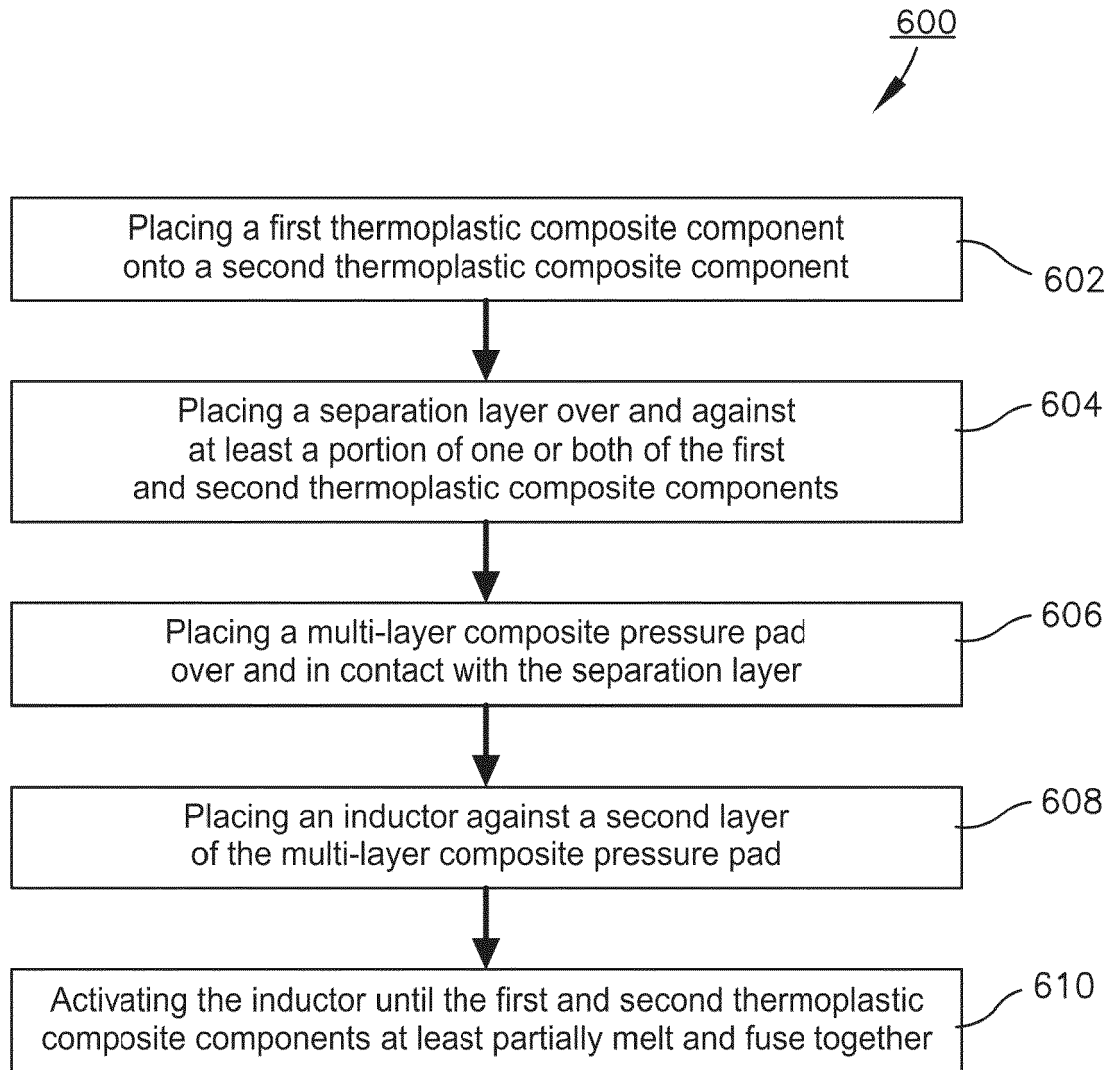 600
Placing a first thermoplastic composite component
onto a second thermoplastic composite component
602
Placing a separation layer over and against
at least a portion of one or both of the first
and second thermoplastic composite components
604
Placing a multi-layer composite pressure pad
over and in contact with the separation layer
606
Placing an inductor against a second layer
of the multi-layer composite pressure pad
608
Activating the inductor until the first and second thermoplastic
composite components at least partially melt and fuse together
610